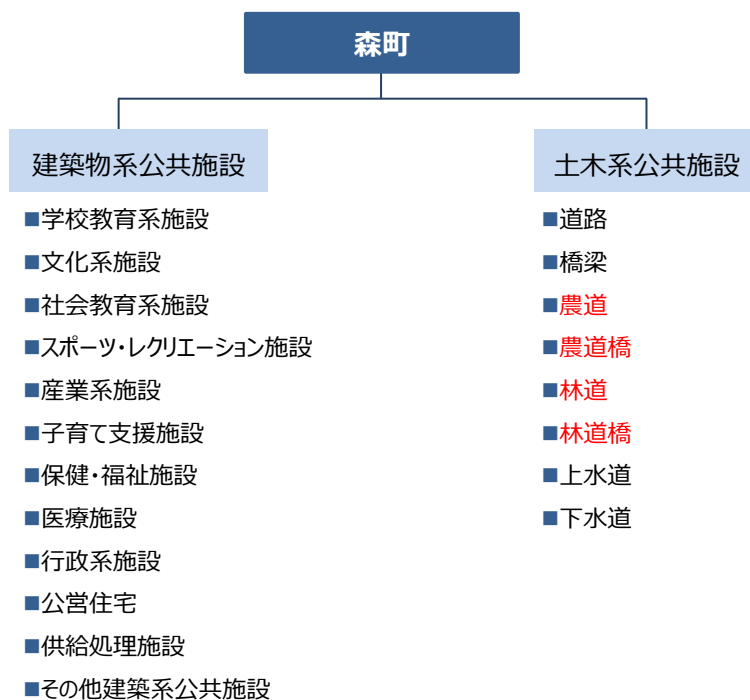 森町
建築物系公共施設
■学校教育系施設
■文化系施設
■社会教育系施設
■スポーツ・レクリエーション施設
■産業系施設
■子育て支援施設
■保健・福祉施設
■医療施設
■行政系施設
■公営住宅
■供給処理施設
■その他建築系公共施設
土木系公共施設
■道路
■橋梁
■農道
■農道橋
■林道
■林道橋
■上水道
■下水道